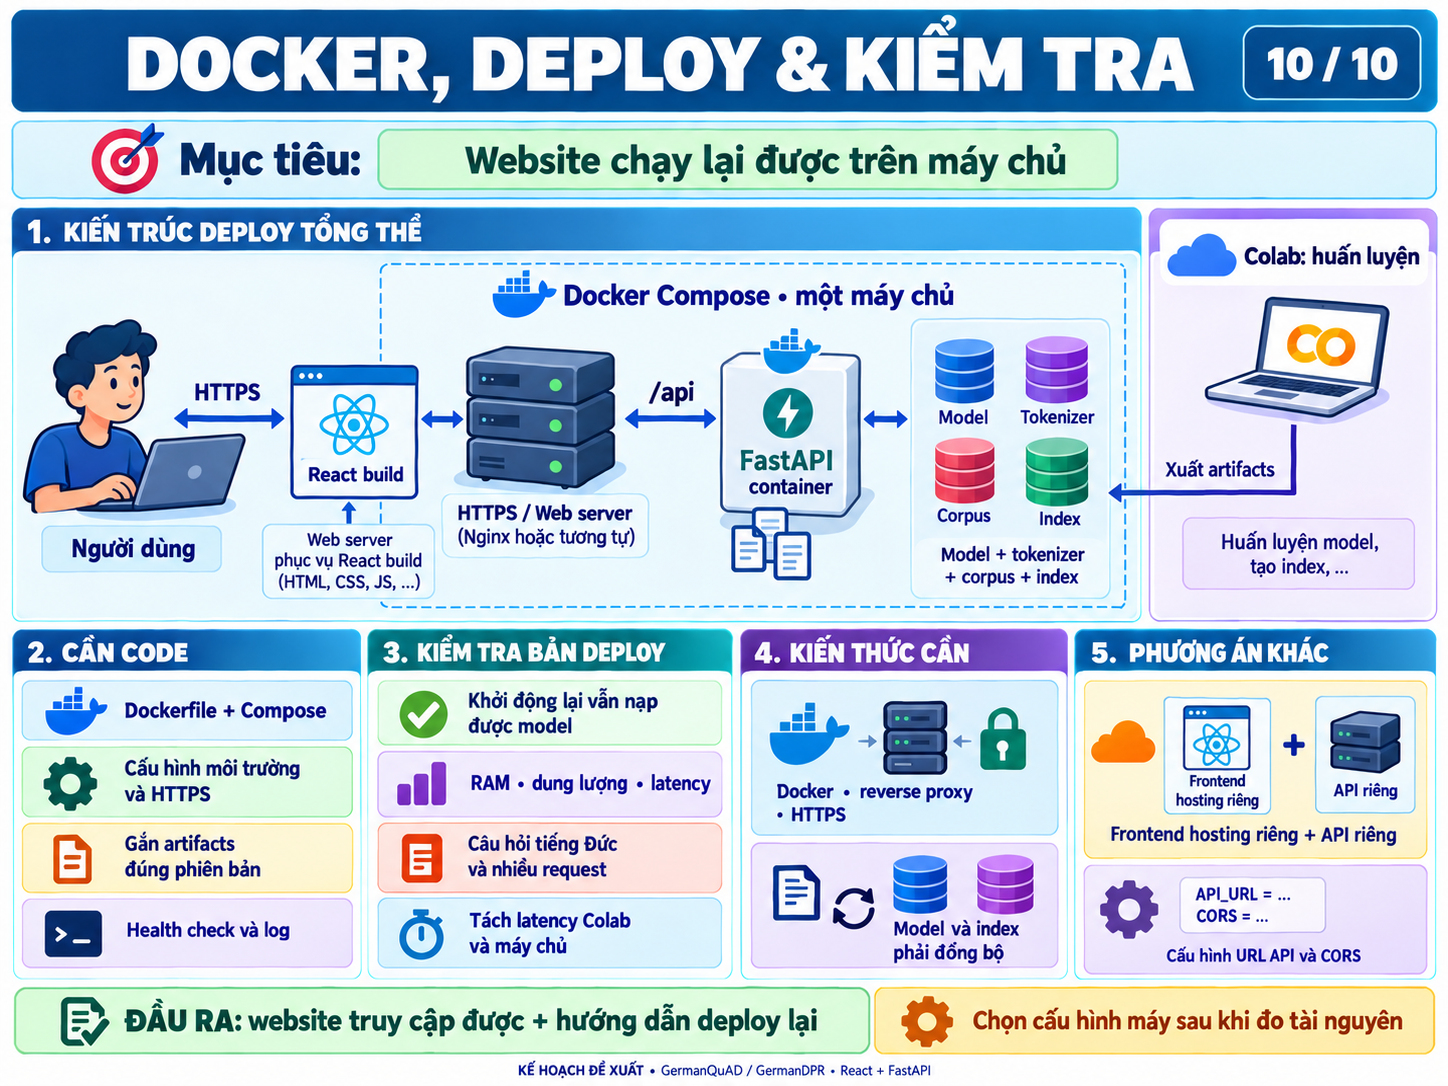 DOCKER, DEPLOY & KIỂM TRA
10 / 10
Mục tiêu:
Website chạy lại được trên máy chủ
1. KIẾN TRÚC DEPLOY TỔNG THỂ
Docker Compose • một máy chủ
HTTPS
React build
/api
FastAPI
container
Model
Tokenizer
Corpus
Index
Model + tokenizer
+ corpus + index
Người dùng
Web server
phục vụ React build
(HTML, CSS, JS, ...)
HTTPS / Web server
(Nginx hoặc tương tự)
Colab: huấn luyện
Xuất artifacts
Huấn luyện model,
tạo index, ...
2. CẦN CODE
Dockerfile + Compose
Cấu hình môi trường
và HTTPS
Gắn artifacts
đúng phiên bản
Health check và log
3. KIỂM TRA BẢN DEPLOY
Khởi động lại vẫn nạp
được model
RAM • dung lượng • latency
Câu hỏi tiếng Đức
và nhiều request
Tách latency Colab
và máy chủ
4. KIẾN THỨC CẦN
Docker • reverse proxy
• HTTPS
Model và index
phải đồng bộ
5. PHƯƠNG ÁN KHÁC
Frontend
hosting riêng
API riêng
Frontend hosting riêng + API riêng
API_URL = ...
CORS = ...
Cấu hình URL API và CORS
ĐẦU RA: website truy cập được + hướng dẫn deploy lại
Chọn cấu hình máy sau khi đo tài nguyên
KẾ HOẠCH ĐỀ XUẤT • GermanQuAD / GermanDPR • React + FastAPI